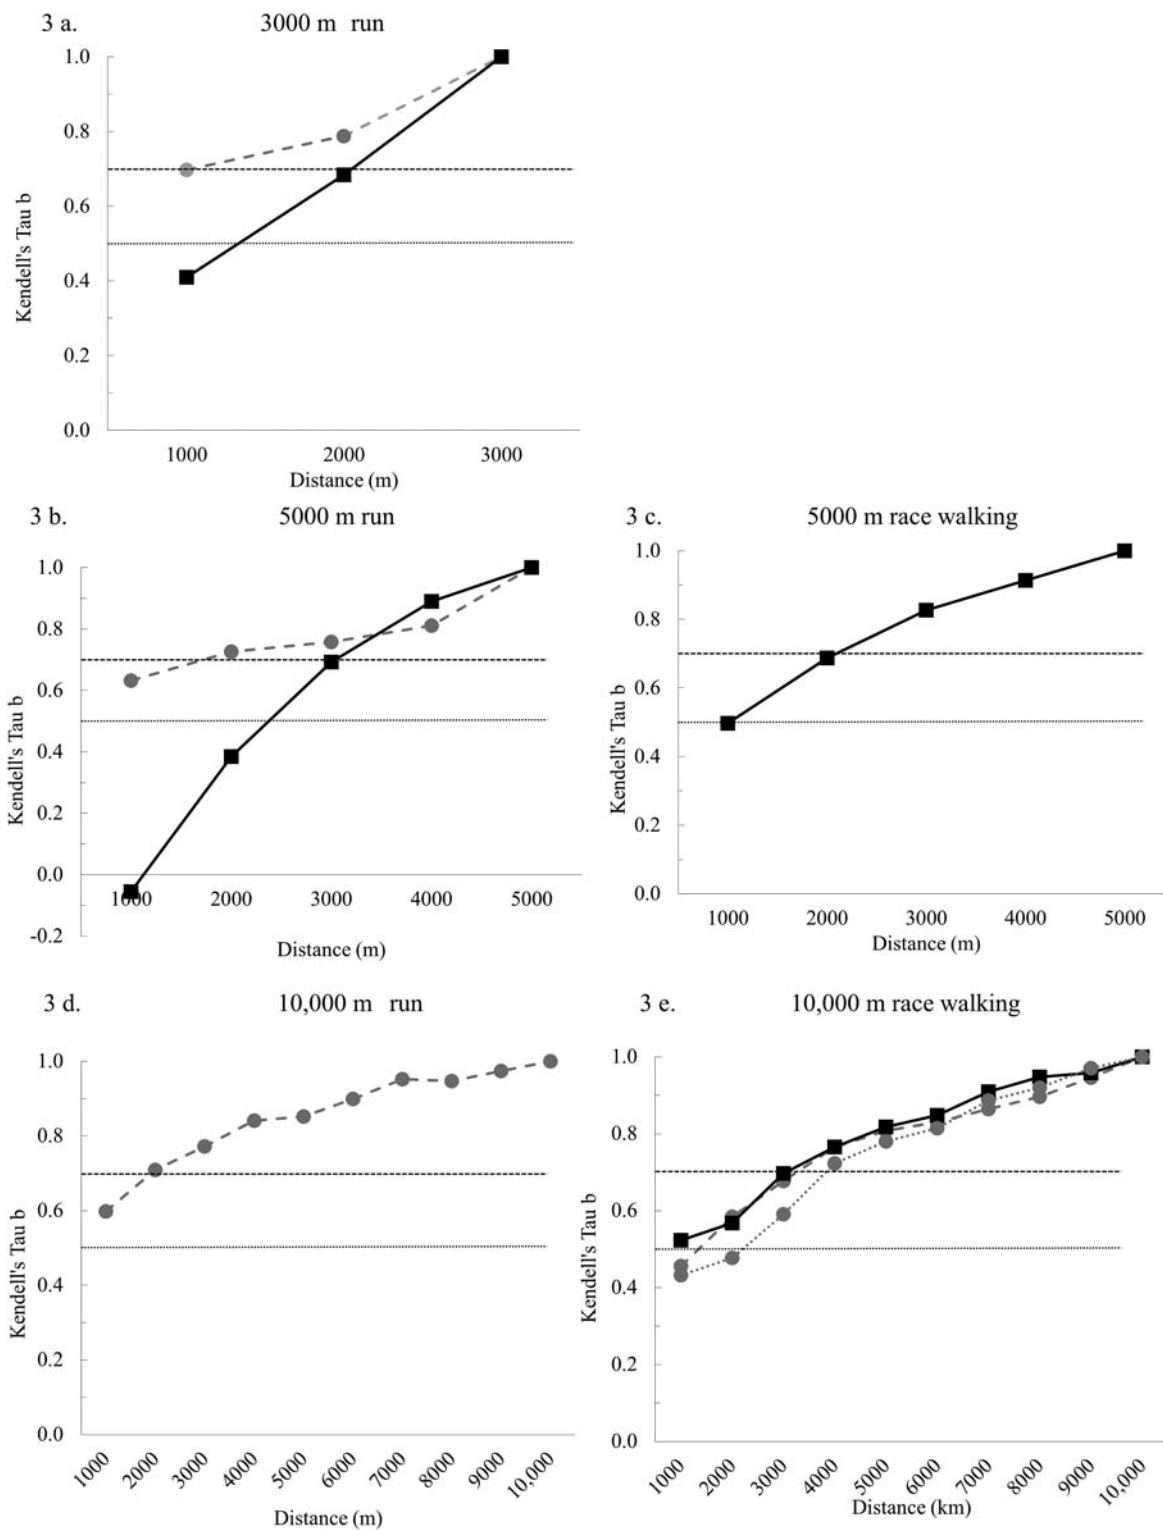 3 a. 3000 m run
1.0
0.8
0.6
0.4
0.2
0.0
Kendell's Tau b
1000 2000 3000
Distance (m)
3 b. 5000 m run
1.0
0.8
0.6
0.4
0.2
0.0
-0.2
Kendell's Tau b
1000 2000 3000 4000 5000
Distance (m)
3 c. 5000 m race walking
1.0
0.8
0.6
0.4
0.2
0.0
Kendell's Tau b
1000 2000 3000 4000 5000
Distance (m)
3 d. 10,000 m run
1.0
0.8
0.6
0.4
0.2
0.0
Kendell's Tau b
1000 2000 3000 4000 5000 6000 7000 8000 9000 10,000
Distance (m)
3 e. 10,000 m race walking
1.0
0.8
0.6
0.4
0.2
0.0
Kendell's Tau b
1000 2000 3000 4000 5000 6000 7000 8000 9000 10,000
Distance (km)